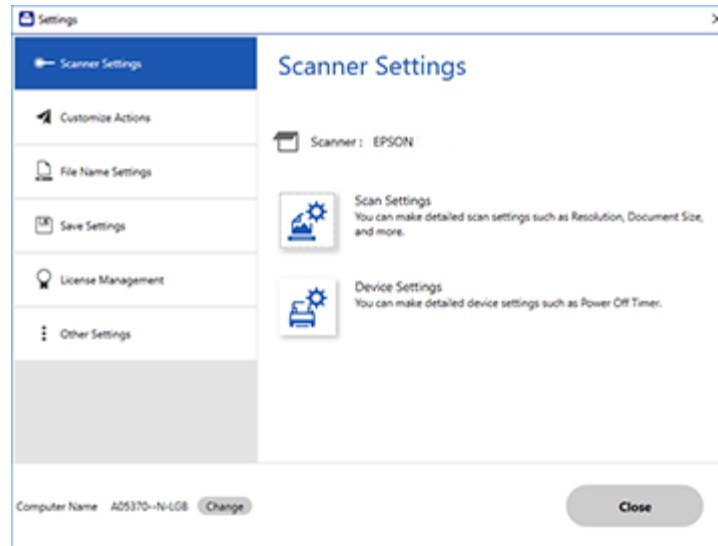 Settings
Scanner Settings
Customize Actions
File Name Settings
Save Settings
License Management
Other Settings
Scanner Settings
Scanner : EPSON
Scan Settings
You can make detailed scan settings such as Resolution, Document Size,
and more.
Device Settings
You can make detailed device settings such as Power Off Timer.
Computer Name A05370--N-LGB Change
Close